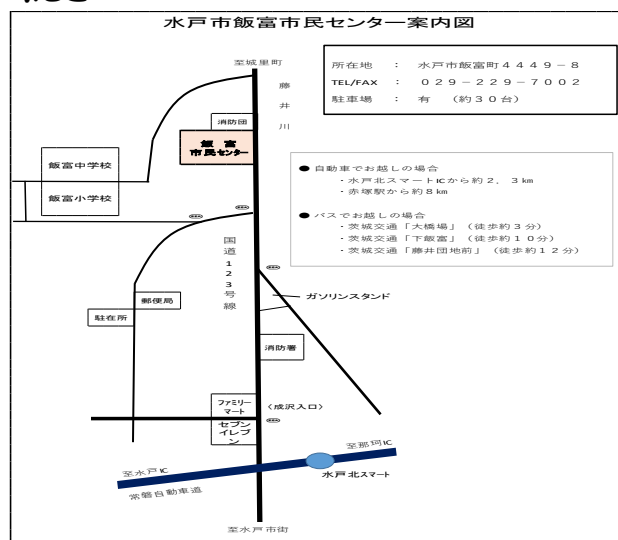 水戸市飯富市民センター案内図
至城里町
所在地　：　水戸市飯富町４４４９－８
TEL/FAX　：　０２９－２２９－７００２
駐車場　：　有　（約３０台）
藤井川
消防団
飯富
市民センター
飯富中学校
飯富小学校
● 自動車でお越しの場合
・水戸北スマートICから約２，３㎞
・赤塚駅から約８㎞
● バスでお越しの場合
・茨城交通「大橋場」（徒歩約３分）
・茨城交通「下飯富」（徒歩約１０分）
・茨城交通「藤井団地前」（徒歩約１２分）
国道１２３号線
ガソリンスタンド
郵便局
駐在所
消防署
ファミリー
マート
（成沢入口）
セブン
イレブ
ン
至那珂IC
至水戸IC
水戸北スマート
常磐自動車道
至水戸市街